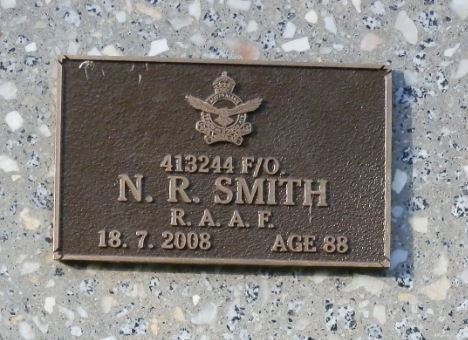 413244 F/O.
N. R. SMITH
R. A. A. F.
18. 7. 2008 AGE 88